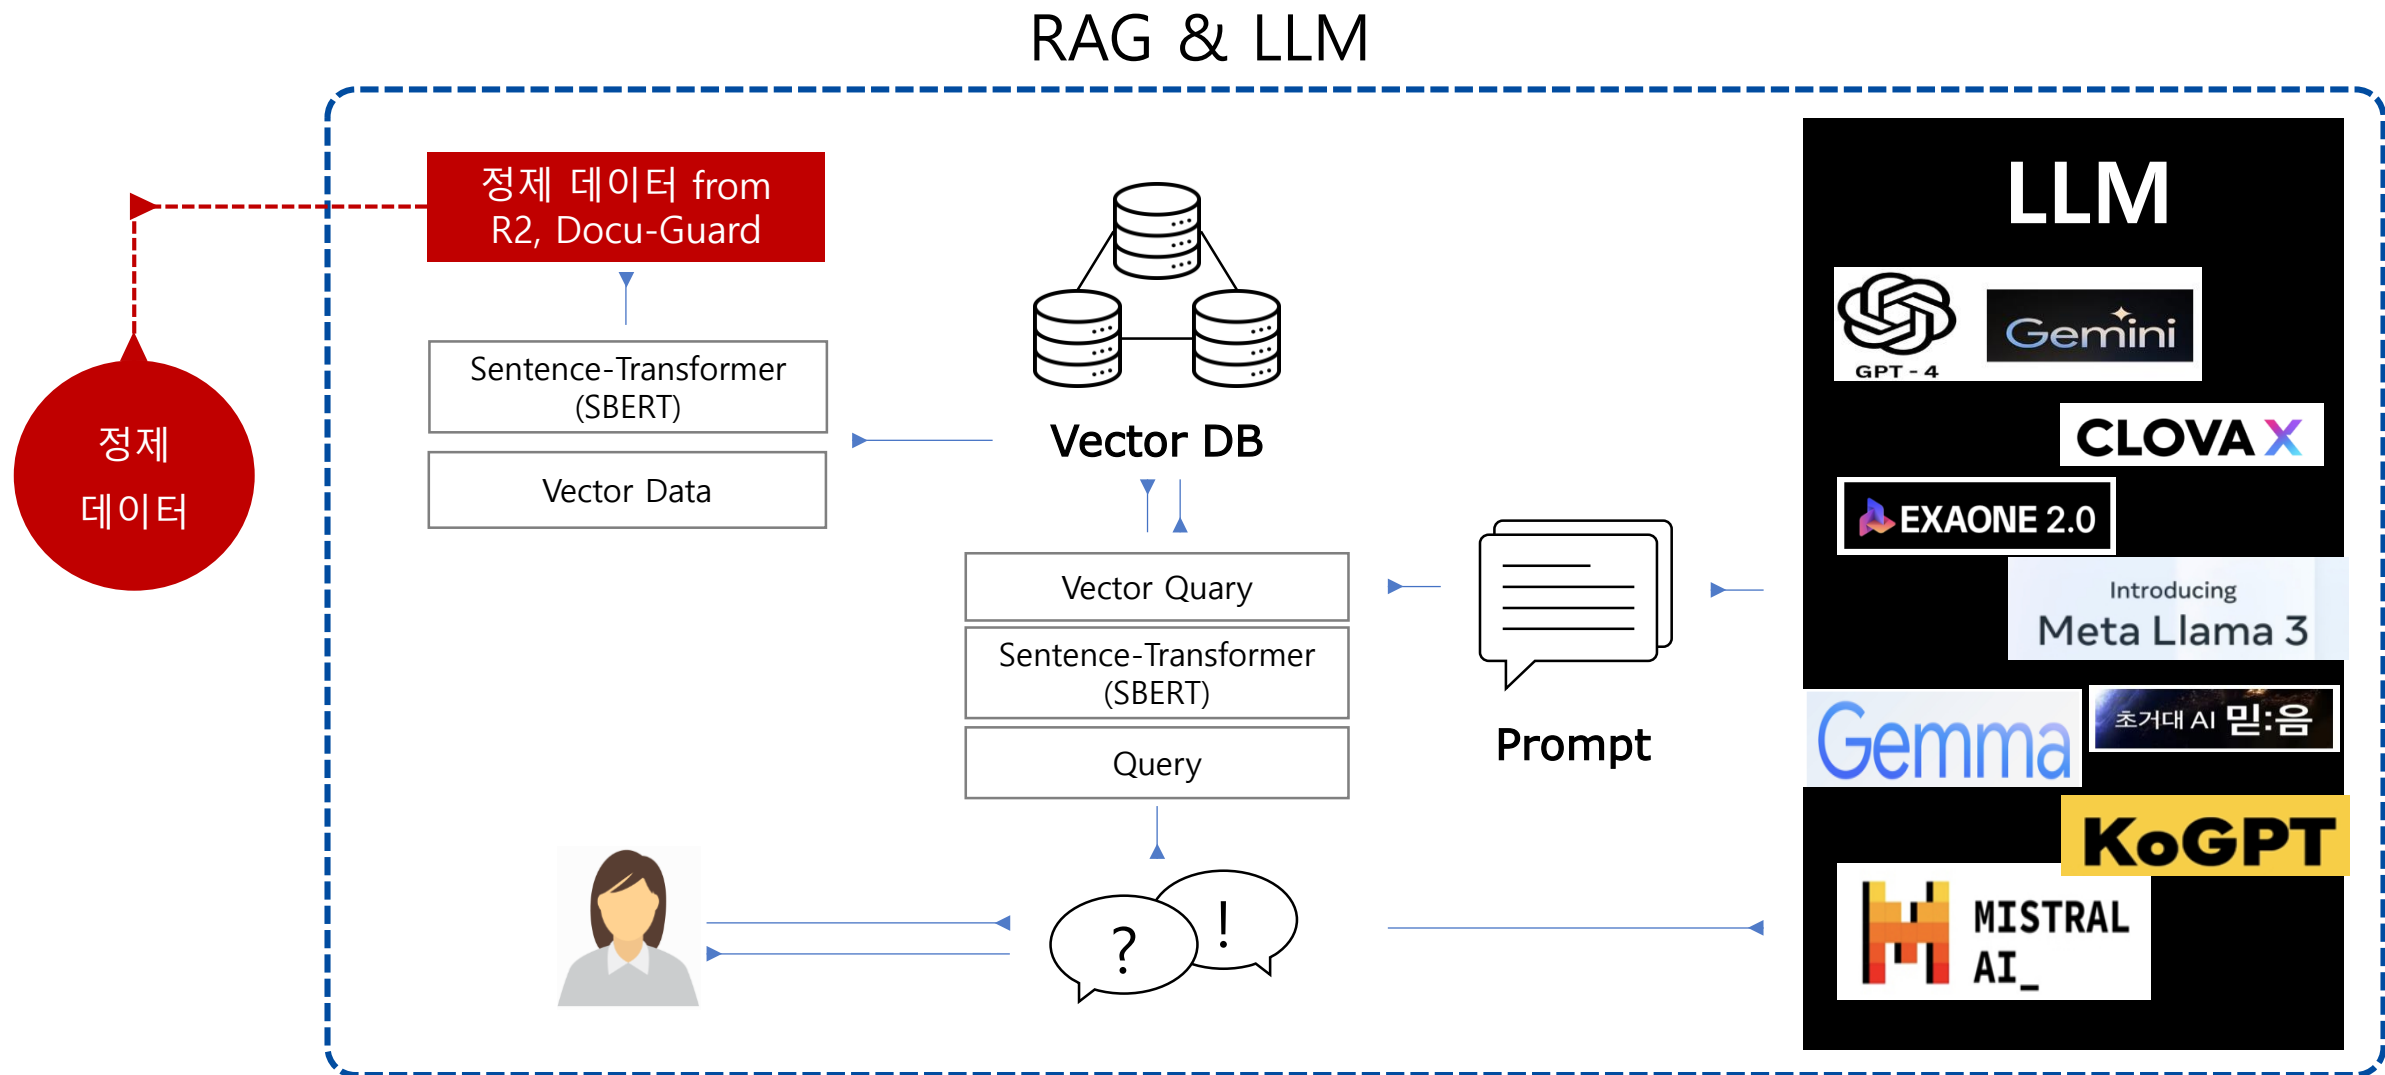 RAG & LLM
정제 데이터 from
R2, Docu-Guard
Sentence-Transformer
(SBERT)
Vector Data
정제
데이터
Vector DB
Vector Quary
Sentence-Transformer
(SBERT)
Query
?
!
Prompt
LLM
GPT - 4
Gemini
CLOVA X
EXAONE 2.0
Introducing
Meta Llama 3
Gemma
초거대 AI 믿:음
KoGPT
MISTRAL
AI_